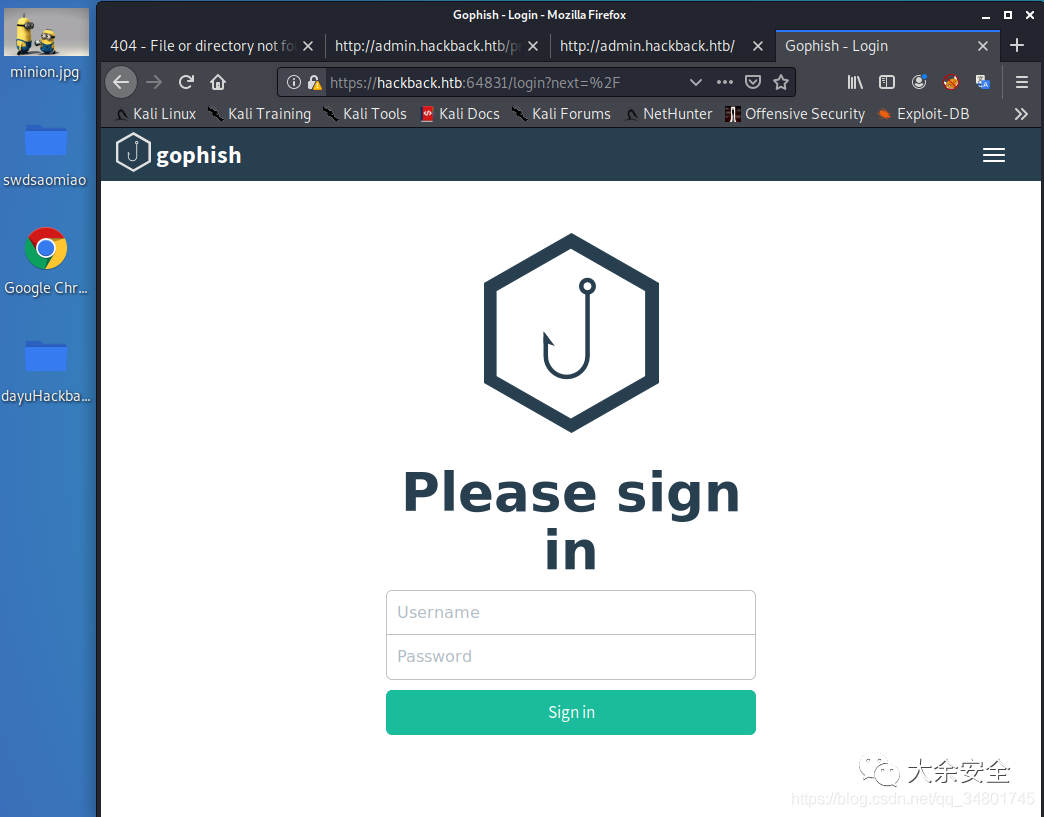 Gophish - Login - Mozilla Firefox
404 - File or directory not fo
http://admin.hackback.htb/p
http://admin.hackback.htb/
Gophish - Login
https://hackback.htb:64831/login?next=%2F
Kali Linux
Kali Training
Kali Tools
Kali Docs
Kali Forums
NetHunter
Offensive Security
Exploit-DB
gophish
minion.jpg
swdsaomiao
Google Chr...
dayuHackba...
Please sign
in
Username
Password
Sign in
大余安全
https://blog.csdn.net/qq_34801745